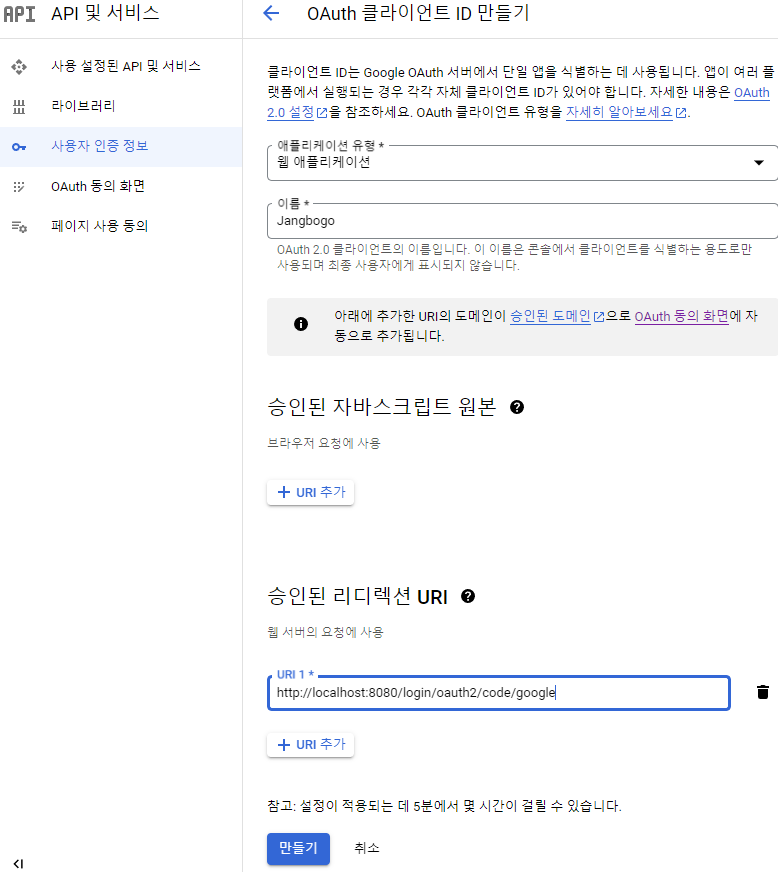 API API 및 서비스
사용 설정된 API 및 서비스
라이브러리
사용자 인증 정보
OAuth 동의 화면
페이지 사용 동의
OAuth 클라이언트 ID 만들기
클라이언트 ID는 Google OAuth 서버에서 단일 앱을 식별하는 데 사용됩니다. 앱이 여러 플
랫폼에서 실행되는 경우 각각 자체 클라이언트 ID가 있어야 합니다. 자세한 내용은 OAuth
2.0 설정을 참조하세요. OAuth 클라이언트 유형을 자세히 알아보세요.
애플리케이션 유형 *
웹 애플리케이션
이름 *
Jangbogo
OAuth 2.0 클라이언트의 이름입니다. 이 이름은 콘솔에서 클라이언트를 식별하는 용도로만
사용되며 최종 사용자에게 표시되지 않습니다.
아래에 추가한 URI의 도메인이 승인된 도메인으로 OAuth 동의 화면에 자
동으로 추가됩니다.
승인된 자바스크립트 원본
브라우저 요청에 사용
+ URI 추가
승인된 리디렉션 URI
웹 서버의 요청에 사용
URI 1 *
http://localhost:8080/login/oauth2/code/google
+ URI 추가
참고: 설정이 적용되는 데 5분에서 몇 시간이 걸릴 수 있습니다.
만들기 취소